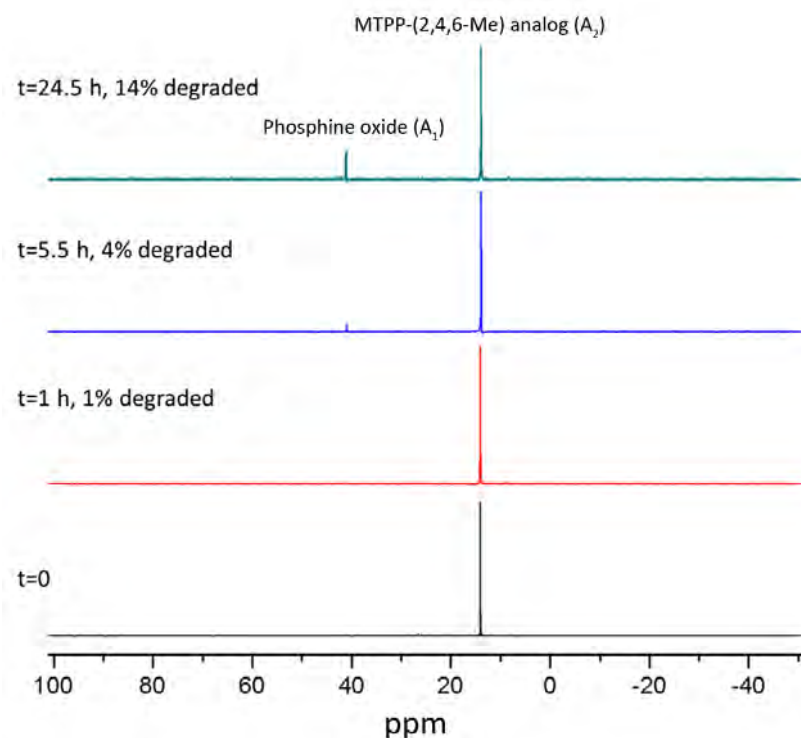 MTPP-(2,4,6-Me) analog (A₂)
t=24.5 h, 14% degraded
Phosphine oxide (A₁)
t=5.5 h, 4% degraded
t=1 h, 1% degraded
t=0
100 80 60 40 20 0 -20 -40
ppm